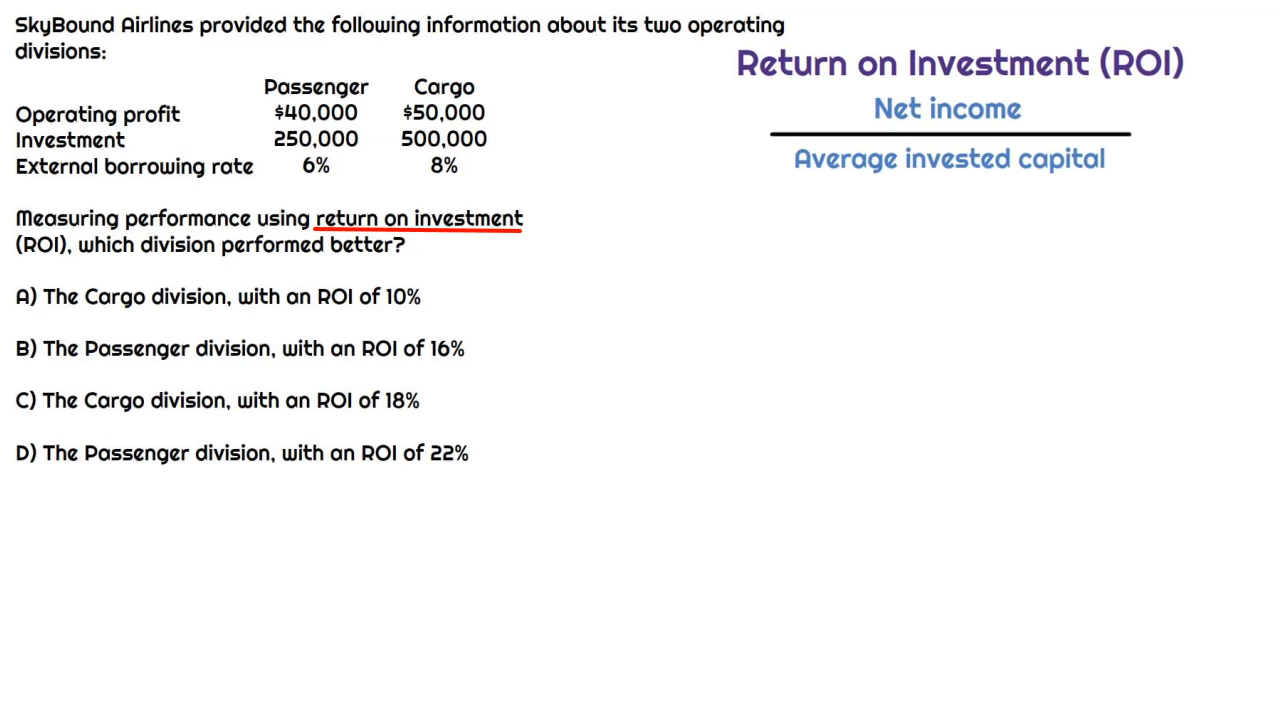 SkyBound Airlines provided the following information about its two operating
divisions:
Passenger Cargo
Operating profit $40,000 $50,000
Investment 250,000 500,000
External borrowing rate 6% 8%
Measuring performance using return on investment
(ROI), which division performed better?
A) The Cargo division, with an ROI of 10%
B) The Passenger division, with an ROI of 16%
C) The Cargo division, with an ROI of 18%
D) The Passenger division, with an ROI of 22%
Return on Investment (ROI)
Net income
Average invested capital